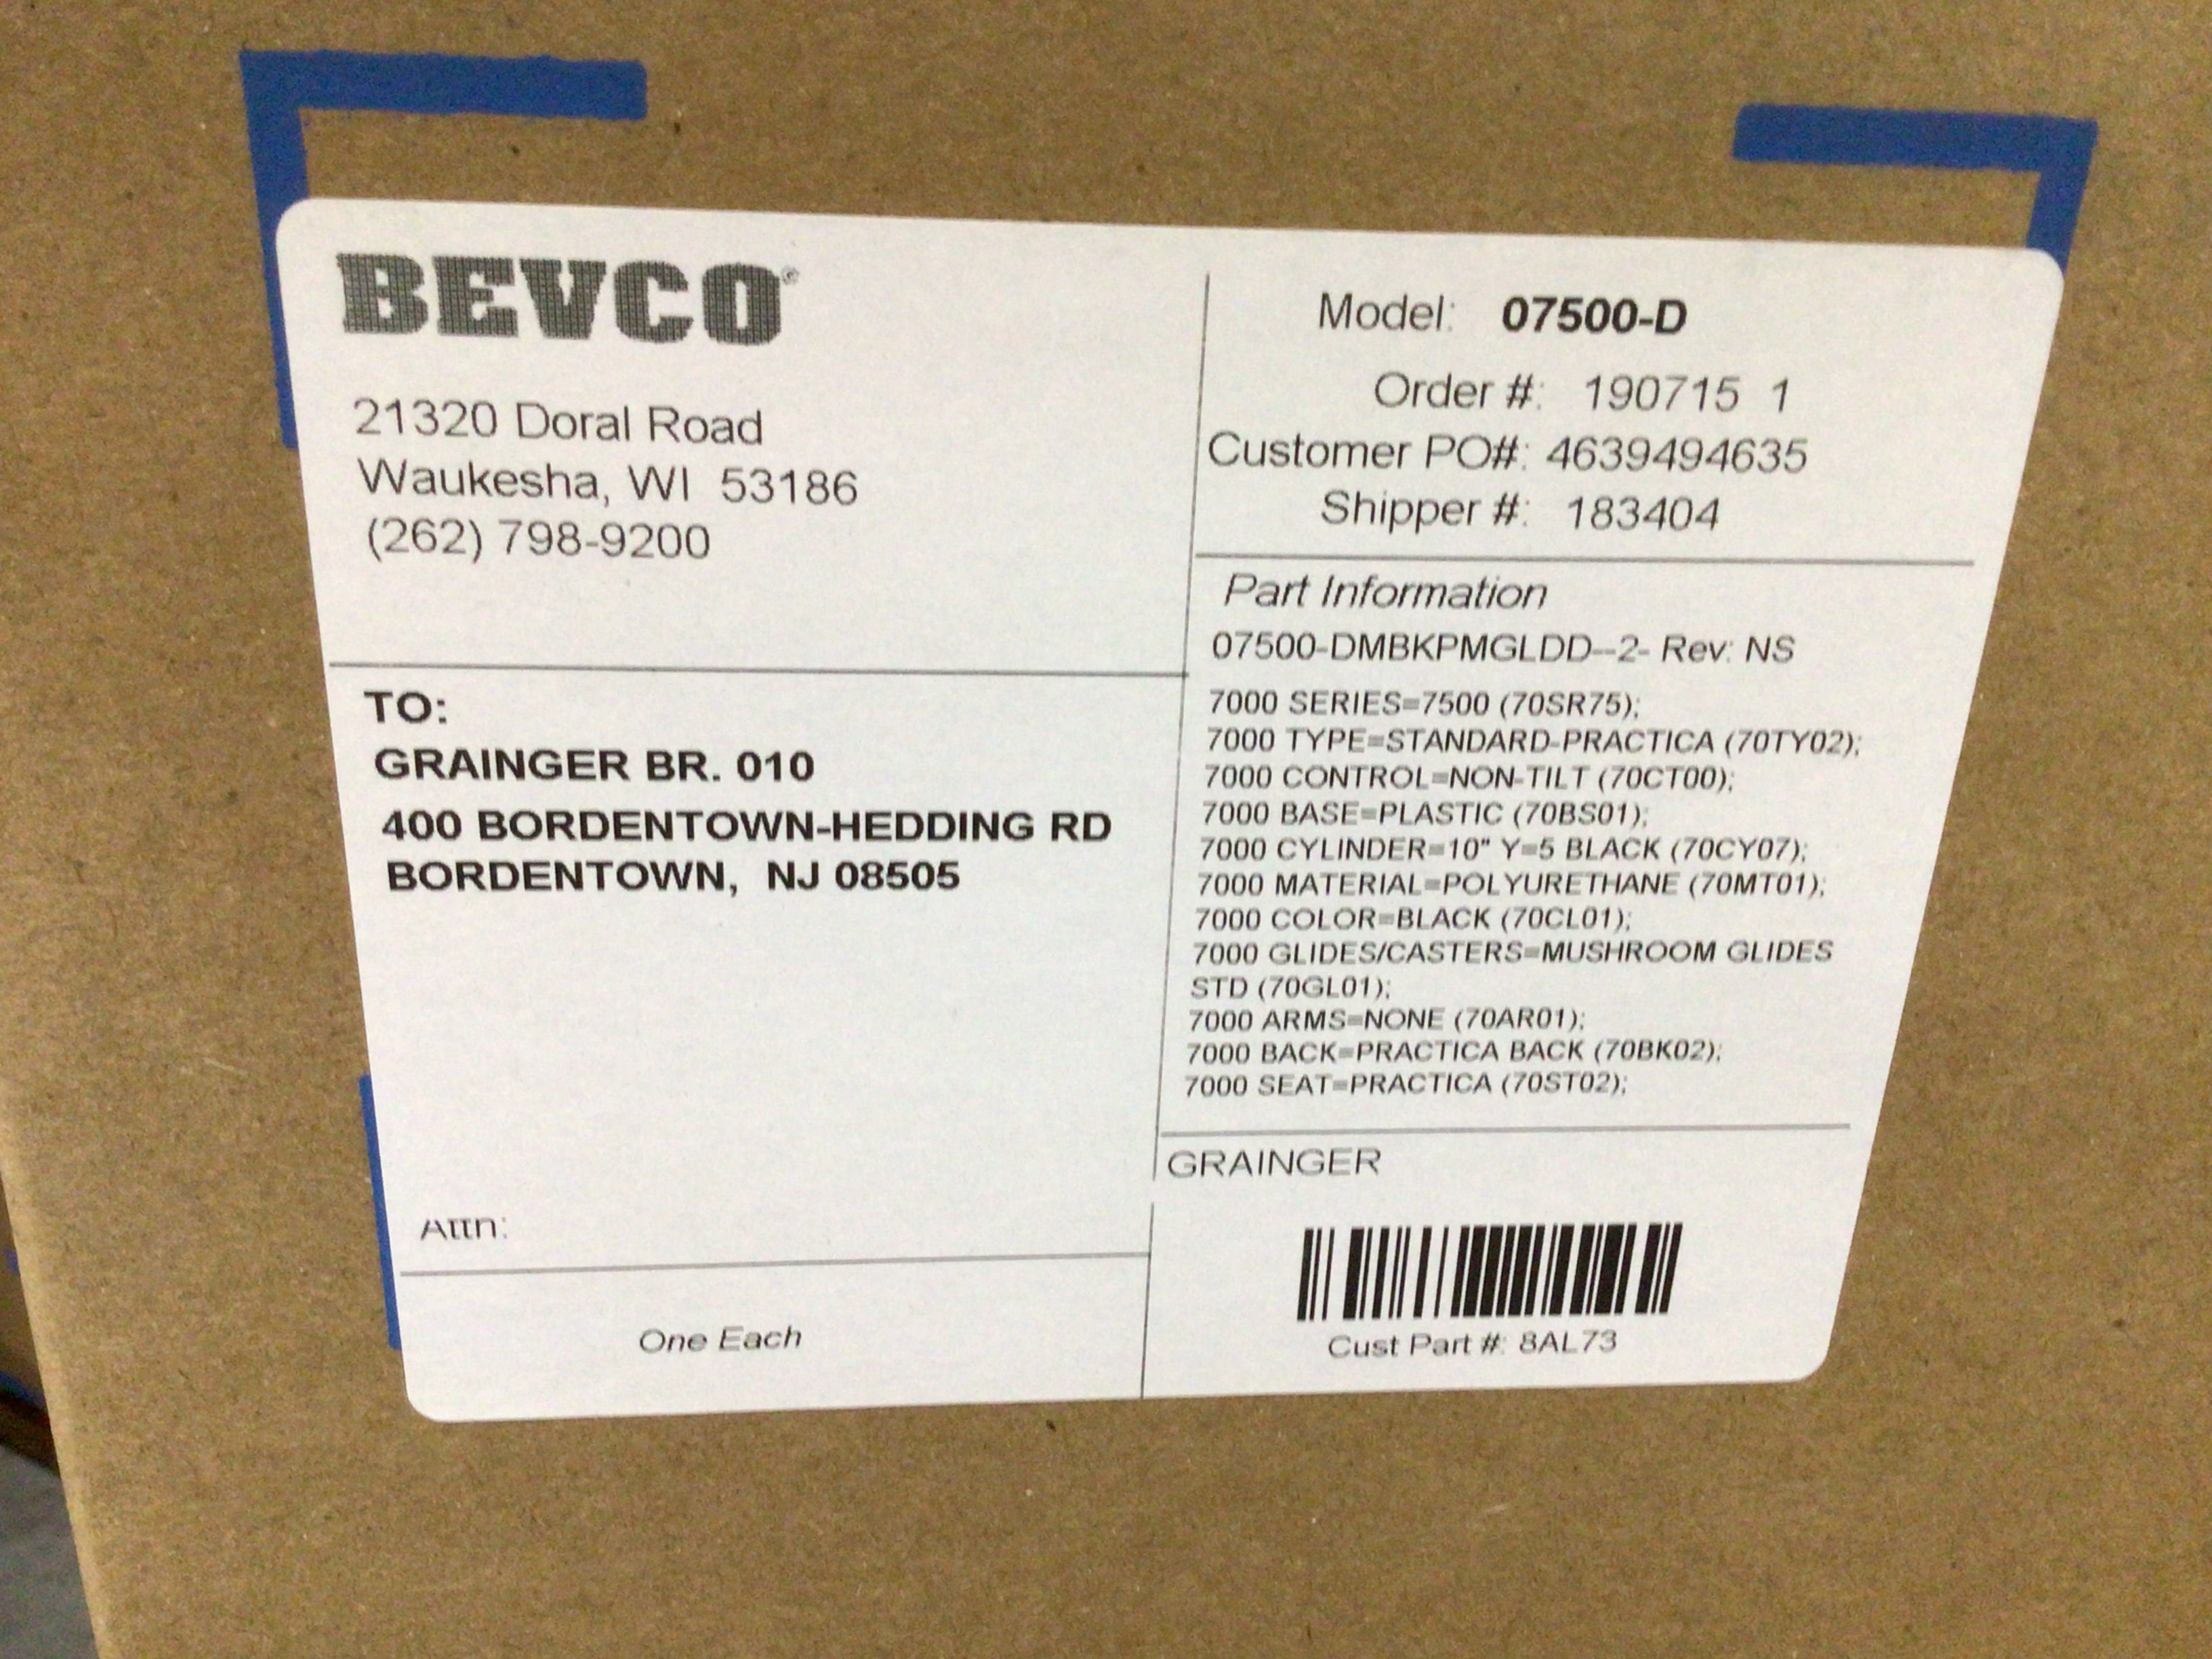 BEVCO®
21320 Doral Road
Waukesha, WI 53186
(262) 798-9200
TO:
GRAINGER BR. 010
400 BORDENTOWN-HEDDING RD
BORDENTOWN, NJ 08505
Attn:
One Each
Model: 07500-D
Order #: 190715 1
Customer PO#: 4639494635
Shipper #: 183404
Part Information
07500-DMBKPMGLDD--2- Rev: NS
7000 SERIES=7500 (70SR75);
7000 TYPE=STANDARD-PRACTICA (70TY02);
7000 CONTROL=NON-TILT (70CT00);
7000 BASE=PLASTIC (70BS01);
7000 CYLINDER=10" Y=5 BLACK (70CY07);
7000 MATERIAL=POLYURETHANE (70MT01);
7000 COLOR=BLACK (70CL01);
7000 GLIDES/CASTERS=MUSHROOM GLIDES
STD (70GL01);
7000 ARMS=NONE (70AR01);
7000 BACK=PRACTICA BACK (70BK02);
7000 SEAT=PRACTICA (70ST02);
GRAINGER
Cust Part #: 8AL73